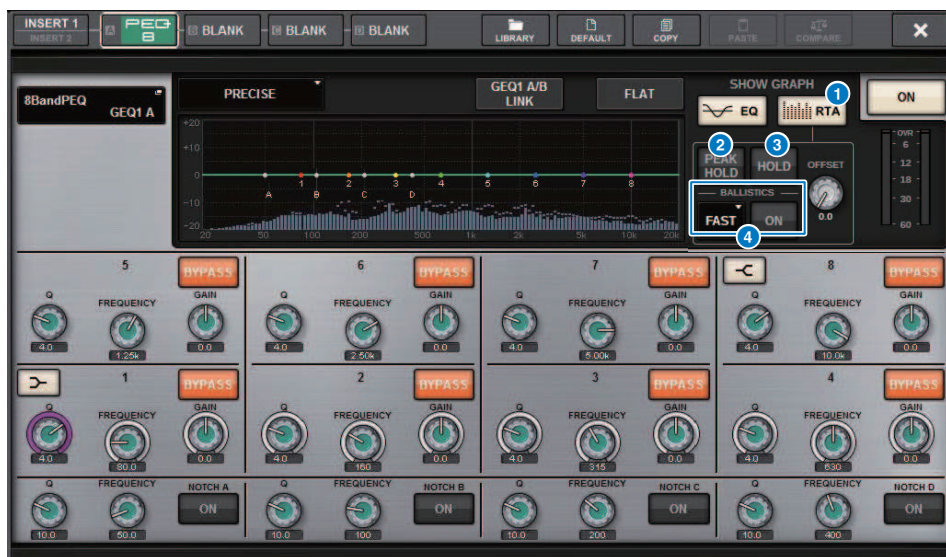 INSERT 1
INSERT 2
A
PEQ
8
B BLANK
C BLANK
D BLANK
LIBRARY
DEFAULT
COPY
PASTE
COMPARE
8BandPEQ
GEQ1 A
PRECISE
GEQ1 A/B
LINK
FLAT
SHOW GRAPH
EQ
1
RTA
ON
+20
+10
0
-10
-20
A
1
B
2
C
3
D
4
5
6
7
8
20
50
100
200
500
1k
2k
5k
10k
20k
2
PEAK
HOLD
3
HOLD
OFFSET
0.0
BALLISTICS
FAST
ON
4
OVR
6
12
18
30
60
5
BYPASS
Q
FREQUENCY
GAIN
4.0
1.25k
0.0
6
BYPASS
Q
FREQUENCY
GAIN
4.0
2.50k
0.0
7
BYPASS
Q
FREQUENCY
GAIN
4.0
5.00k
0.0
8
BYPASS
Q
FREQUENCY
GAIN
4.0
10.0k
0.0
1
BYPASS
Q
FREQUENCY
GAIN
4.0
80.0
0.0
2
BYPASS
Q
FREQUENCY
GAIN
4.0
160
0.0
3
BYPASS
Q
FREQUENCY
GAIN
4.0
315
0.0
4
BYPASS
Q
FREQUENCY
GAIN
4.0
630
0.0
Q
FREQUENCY
NOTCH A
ON
10.0
50.0
Q
FREQUENCY
NOTCH B
ON
10.0
100
Q
FREQUENCY
NOTCH C
ON
10.0
200
Q
FREQUENCY
NOTCH D
ON
10.0
400